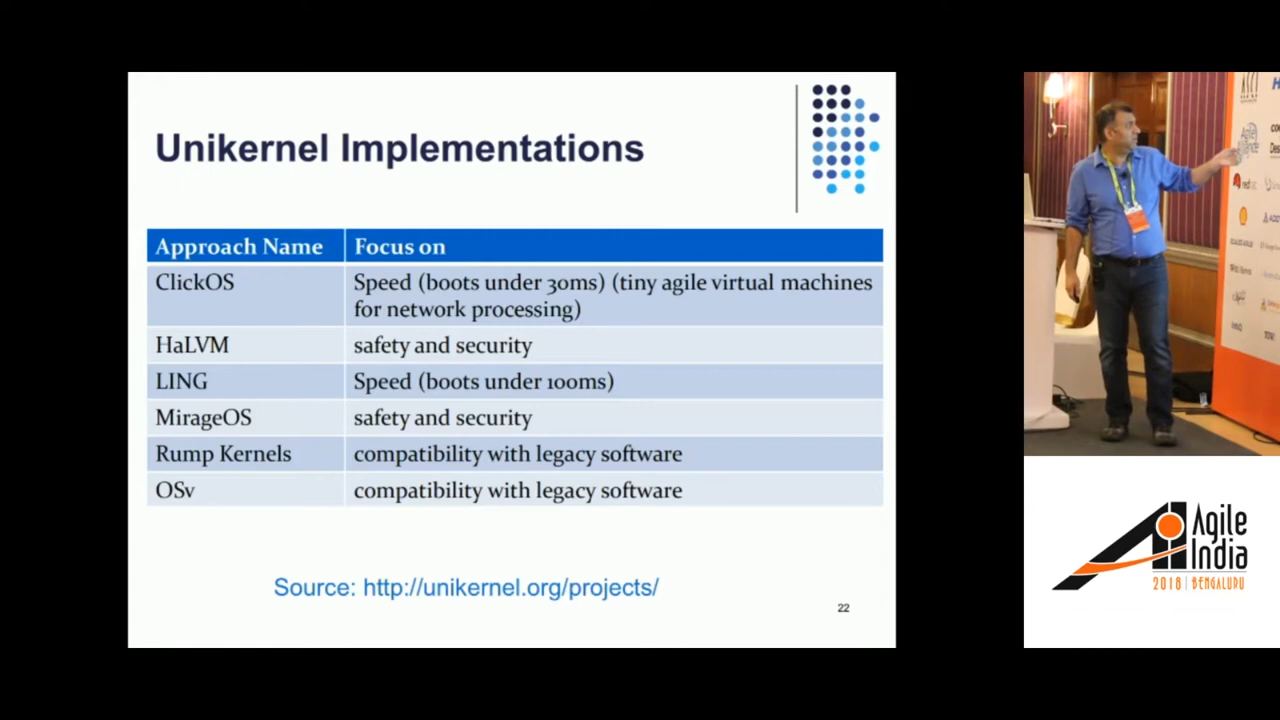 Unikernel Implementations
Approach Name
Focus on
ClickOS
Speed (boots under 30ms) (tiny agile virtual machines
for network processing)
HaLVM
safety and security
LING
Speed (boots under 100ms)
MirageOS
safety and security
Rump Kernels
compatibility with legacy software
OSv
compatibility with legacy software
Source: http://unikernel.org/projects/
22
Agile
India
2018 | BENGALURU